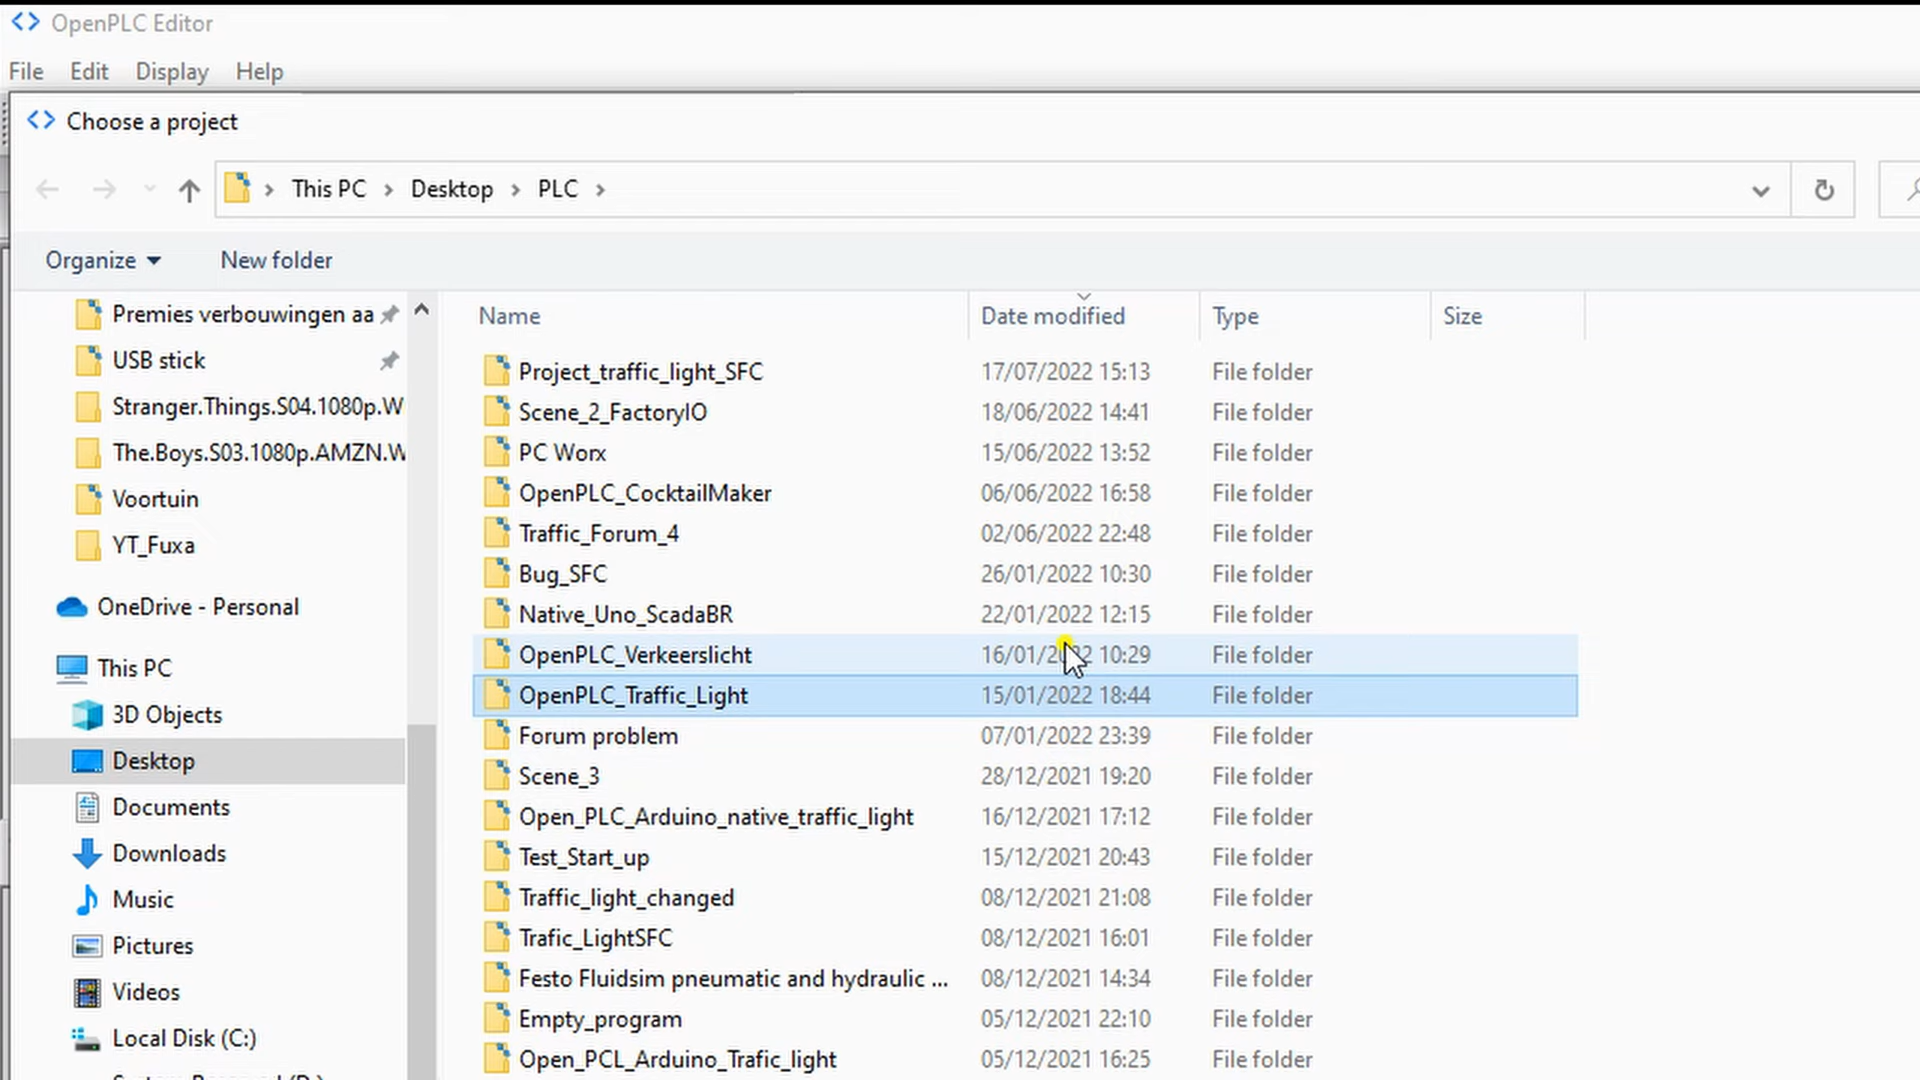 OpenPLC Editor
File Edit Display Help
Choose a project
This PC Desktop PLC
Organize New folder
Name Date modified Type Size
Premies verbouwingen aa
USB stick
Stranger.Things.S04.1080p.W
The.Boys.S03.1080p.AMZN.W
Voortuin
YT_Fuxa
OneDrive - Personal
This PC
3D Objects
Desktop
Documents
Downloads
Music
Pictures
Videos
Local Disk (C:)
Project_traffic_light_SFC 17/07/2022 15:13 File folder
Scene_2_FactoryIO 18/06/2022 14:41 File folder
PC Worx 15/06/2022 13:52 File folder
OpenPLC_CocktailMaker 06/06/2022 16:58 File folder
Traffic_Forum_4 02/06/2022 22:48 File folder
Bug_SFC 26/01/2022 10:30 File folder
Native_Uno_ScadaBR 22/01/2022 12:15 File folder
OpenPLC_Verkeerslicht 16/01/2022 10:29 File folder
OpenPLC_Traffic_Light 15/01/2022 18:44 File folder
Forum problem 07/01/2022 23:39 File folder
Scene_3 28/12/2021 19:20 File folder
Open_PLC_Arduino_native_traffic_light 16/12/2021 17:12 File folder
Test_Start_up 15/12/2021 20:43 File folder
Traffic_light_changed 08/12/2021 21:08 File folder
Trafic_LightSFC 08/12/2021 16:01 File folder
Festo Fluidsim pneumatic and hydraulic ... 08/12/2021 14:34 File folder
Empty_program 05/12/2021 22:10 File folder
Open_PCL_Arduino_Trafic_light 05/12/2021 16:25 File folder